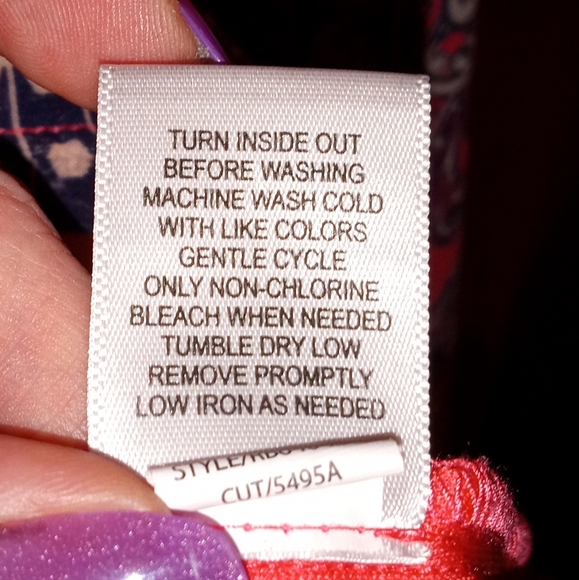 TURN INSIDE OUT
BEFORE WASHING
MACHINE WASH COLD
WITH LIKE COLORS
GENTLE CYCLE
ONLY NON-CHLORINE
BLEACH WHEN NEEDED
TUMBLE DRY LOW
REMOVE PROMPTLY
LOW IRON AS NEEDED
CUT/5495A